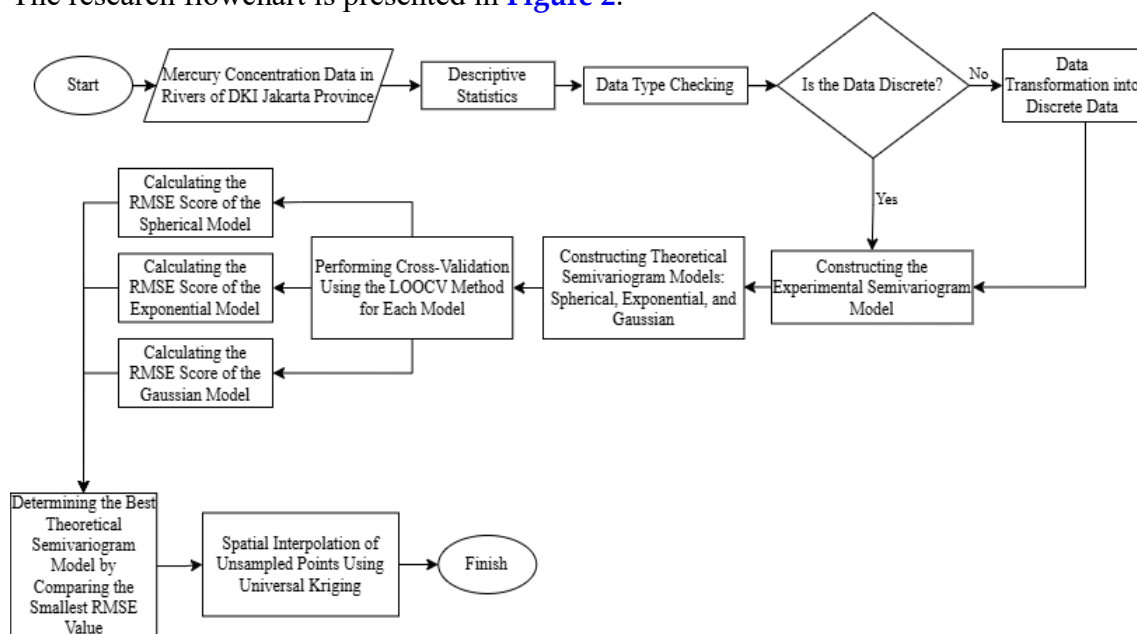 The research flowchart is presented in Figure 2.
Start
Mercury Concentration Data in
Rivers of DKI Jakarta Province
Descriptive
Statistics
Data Type Checking
Is the Data Discrete?
No
Data
Transformation into
Discrete Data
Yes
Constructing the
Experimental Semivariogram
Model
Constructing Theoretical
Semivariogram Models:
Spherical, Exponential, and
Gaussian
Performing Cross-Validation
Using the LOOCV Method
for Each Model
Calculating the
RMSE Score of the
Spherical Model
Calculating the
RMSE Score of the
Exponential Model
Calculating the
RMSE Score of the
Gaussian Model
Determining the Best
Theoretical
Semivariogram
Model by
Comparing the
Smallest RMSE
Value
Spatial Interpolation of
Unsampled Points Using
Universal Kriging
Finish